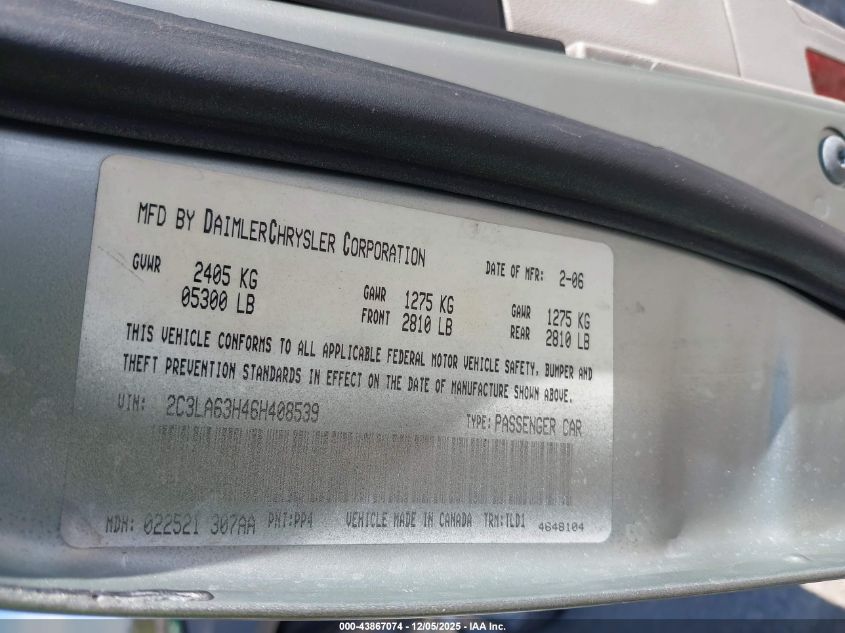 MFD BY DAIMLERCHRYSLER CORPORATION
DATE OF MFR: 2-06
GVWR 2405 KG
05300 LB
GAWR FRONT 1275 KG
2810 LB
GAWR REAR 1275 KG
2810 LB
THIS VEHICLE CONFORMS TO ALL APPLICABLE FEDERAL MOTOR VEHICLE SAFETY, BUMPER AND
THEFT PREVENTION STANDARDS IN EFFECT ON THE DATE OF MANUFACTURE SHOWN ABOVE.
VIN: 2C3LA63H46H408539
TYPE: PASSENGER CAR
MDH: 022521 307AA PNT:PP4 VEHICLE MADE IN CANADA TRM:TLD1 4648104
000-43867074 | 12/05/2025 - IAA Inc.